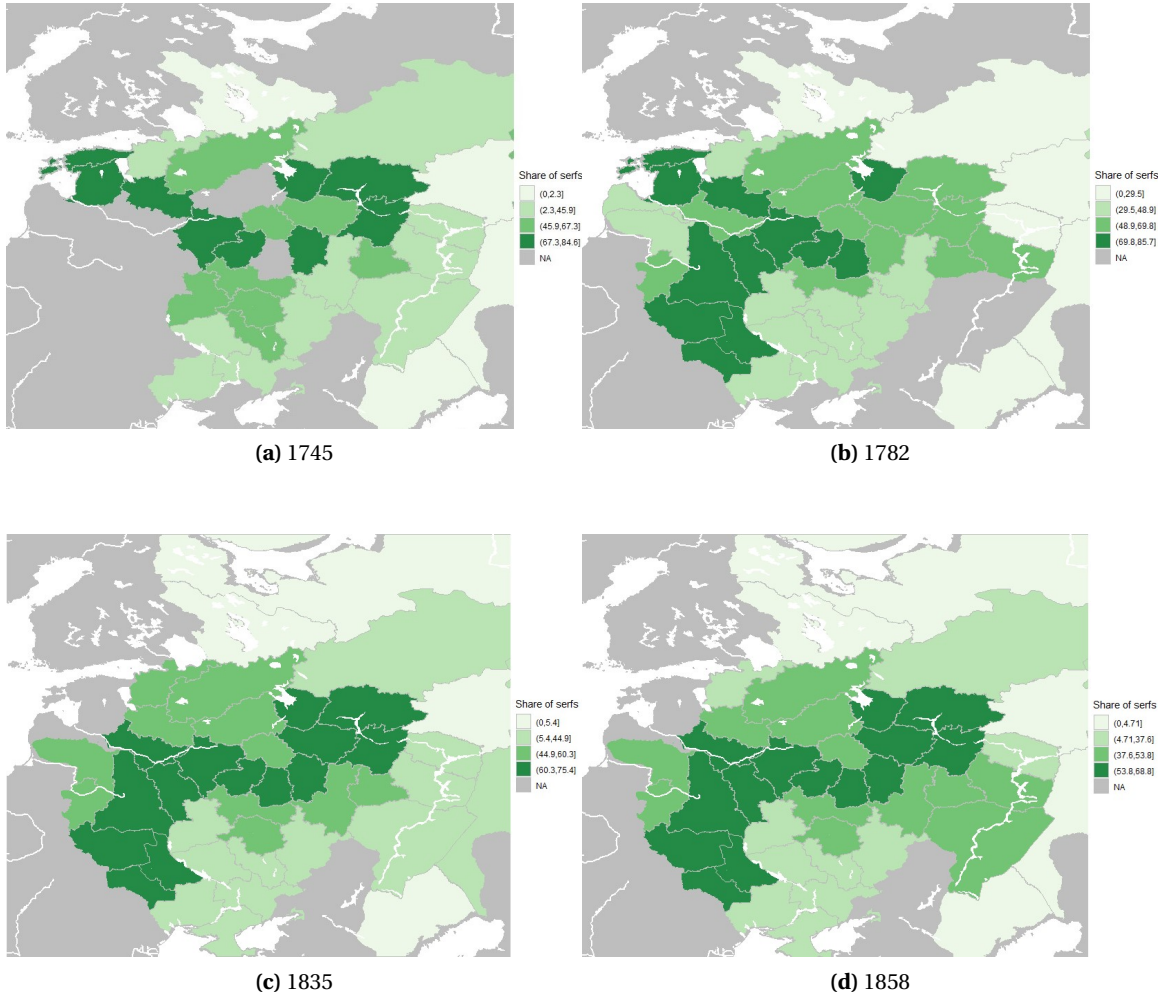 Share of serfs
(0,2.3]
(2.3,45.9]
(45.9,67.3]
(67.3,84.6]
NA
(a) 1745
Share of serfs
(0,29.5]
(29.5,48.9]
(48.9,69.8]
(69.8,85.7]
NA
(b) 1782
Share of serfs
(0,5.4]
(5.4,44.9]
(44.9,60.3]
(60.3,75.4]
NA
(c) 1835
Share of serfs
(0,4.71]
(4.71,37.6]
(37.6,53.8]
(53.8,68.8]
NA
(d) 1858